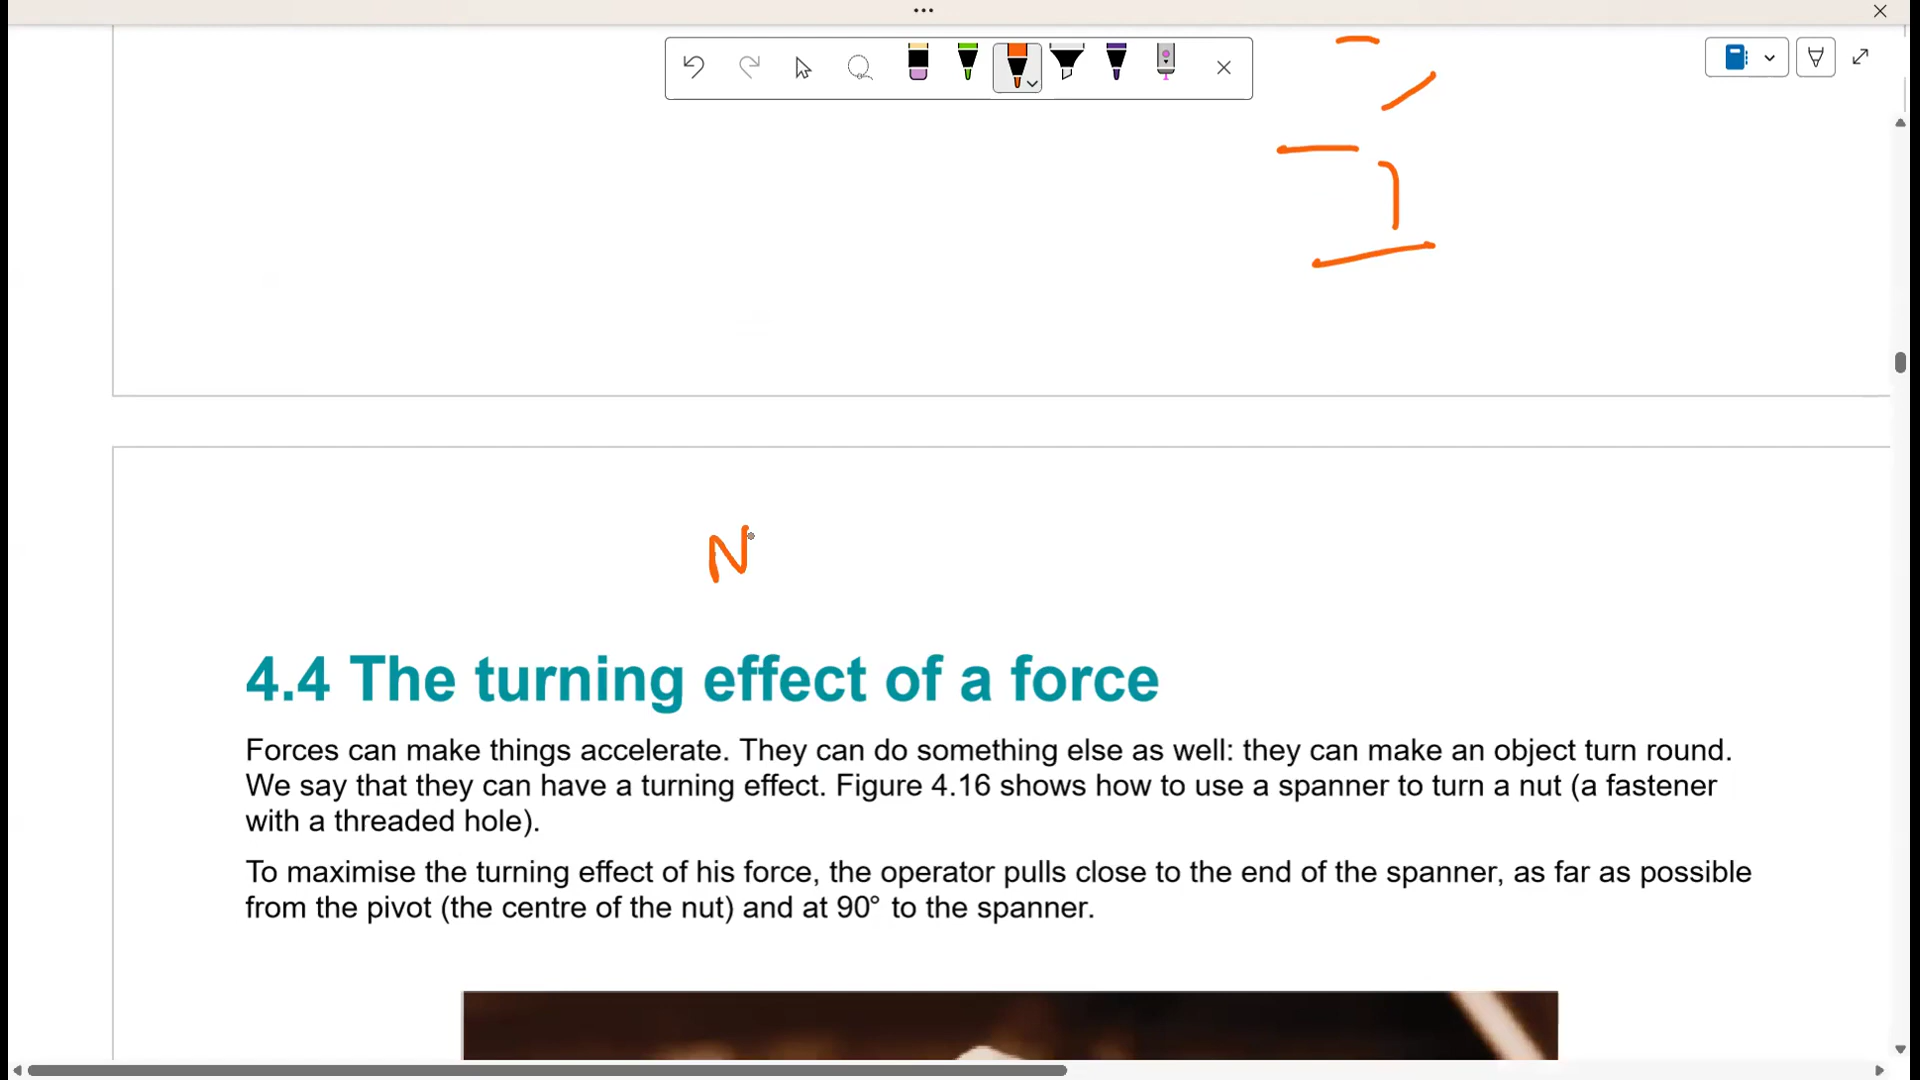 N
4.4 The turning effect of a force
Forces can make things accelerate. They can do something else as well: they can make an object turn round.
We say that they can have a turning effect. Figure 4.16 shows how to use a spanner to turn a nut (a fastener
with a threaded hole).
To maximise the turning effect of his force, the operator pulls close to the end of the spanner, as far as possible
from the pivot (the centre of the nut) and at 90° to the spanner.